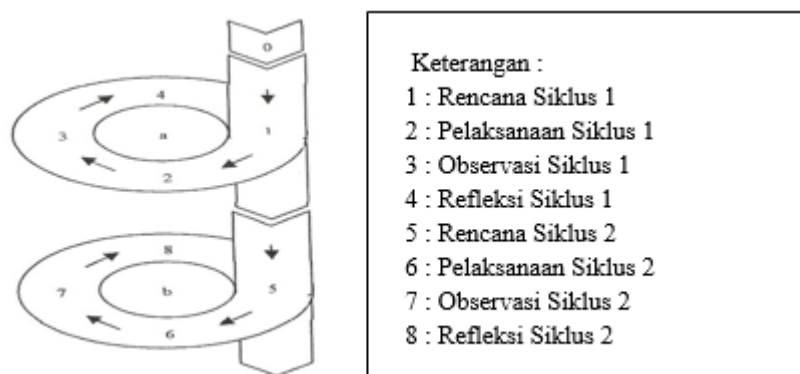 0
4
3
a
1
2
8
7
b
5
6
Keterangan :
1 : Rencana Siklus 1
2 : Pelaksanaan Siklus 1
3 : Observasi Siklus 1
4 : Refleksi Siklus 1
5 : Rencana Siklus 2
6 : Pelaksanaan Siklus 2
7 : Observasi Siklus 2
8 : Refleksi Siklus 2